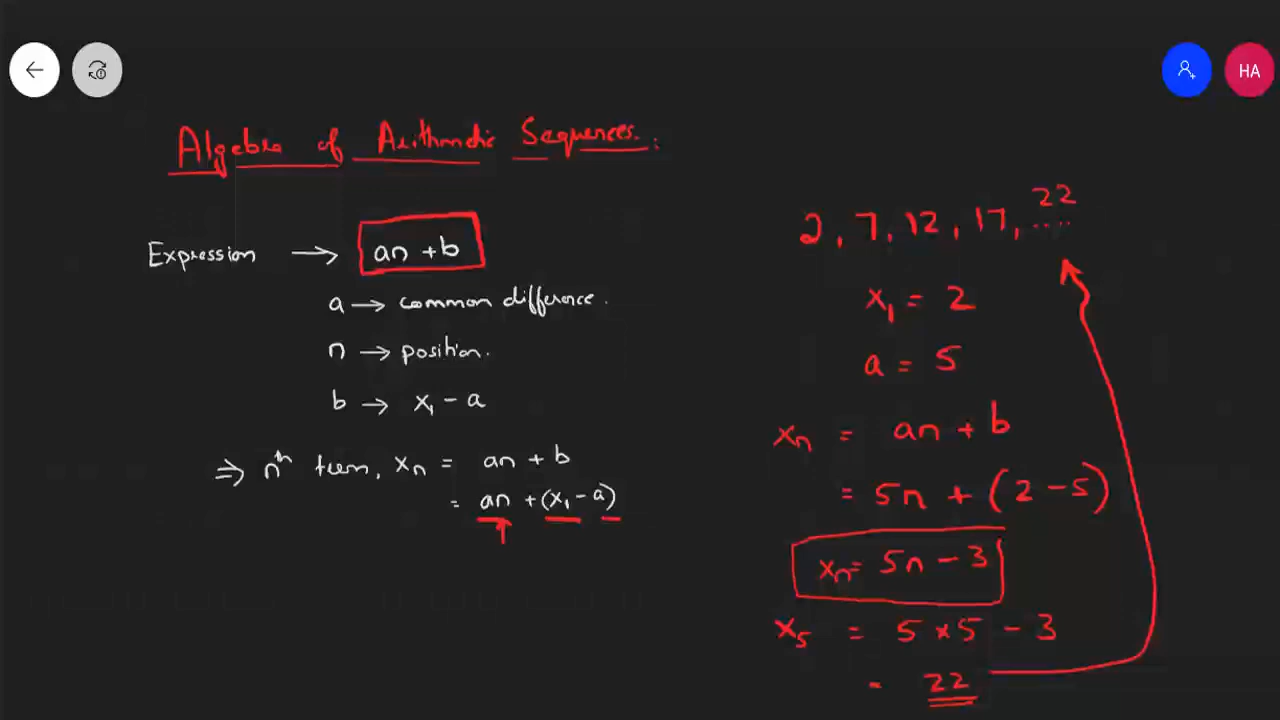 HA
Algebra of Arithmetic Sequences.
Expression → an + b
a → common difference.
n → position.
b → x₁ - a
⇒ nᵗʰ term, xₙ = an + b
= an + (x₁ - a)
22
2, 7, 12, 17, .....
x₁ = 2
a = 5
xₙ = an + b
= 5n + (2 - 5)
xₙ = 5n - 3
x₅ = 5 × 5 - 3
= 22